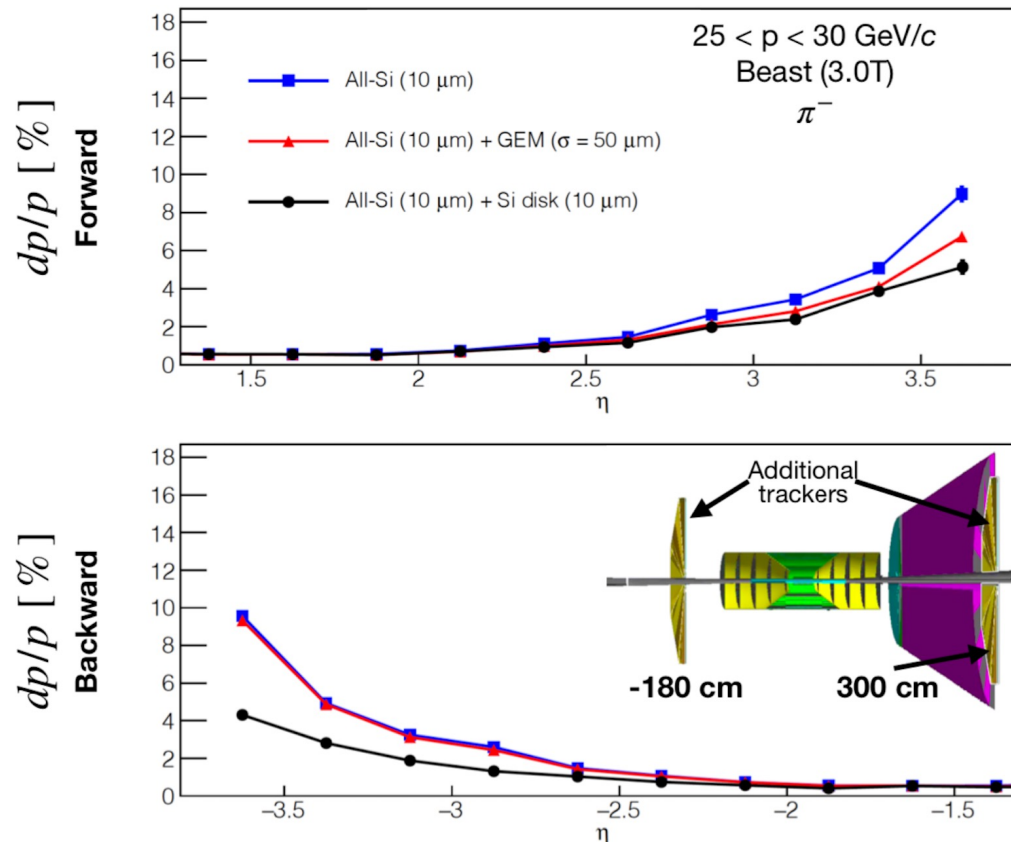 dp/p [ % ]
Forward
18
16
14
12
10
8
6
4
2
0
25 < p < 30 GeV/c
Beast (3.0T)
π⁻
All-Si (10 μm)
All-Si (10 μm) + GEM (σ = 50 μm)
All-Si (10 μm) + Si disk (10 μm)
1.5 2 2.5 3 3.5
η
dp/p [ % ]
Backward
18
16
14
12
10
8
6
4
2
0
Additional
trackers
-180 cm 300 cm
−3.5 −3 −2.5 −2 −1.5
η